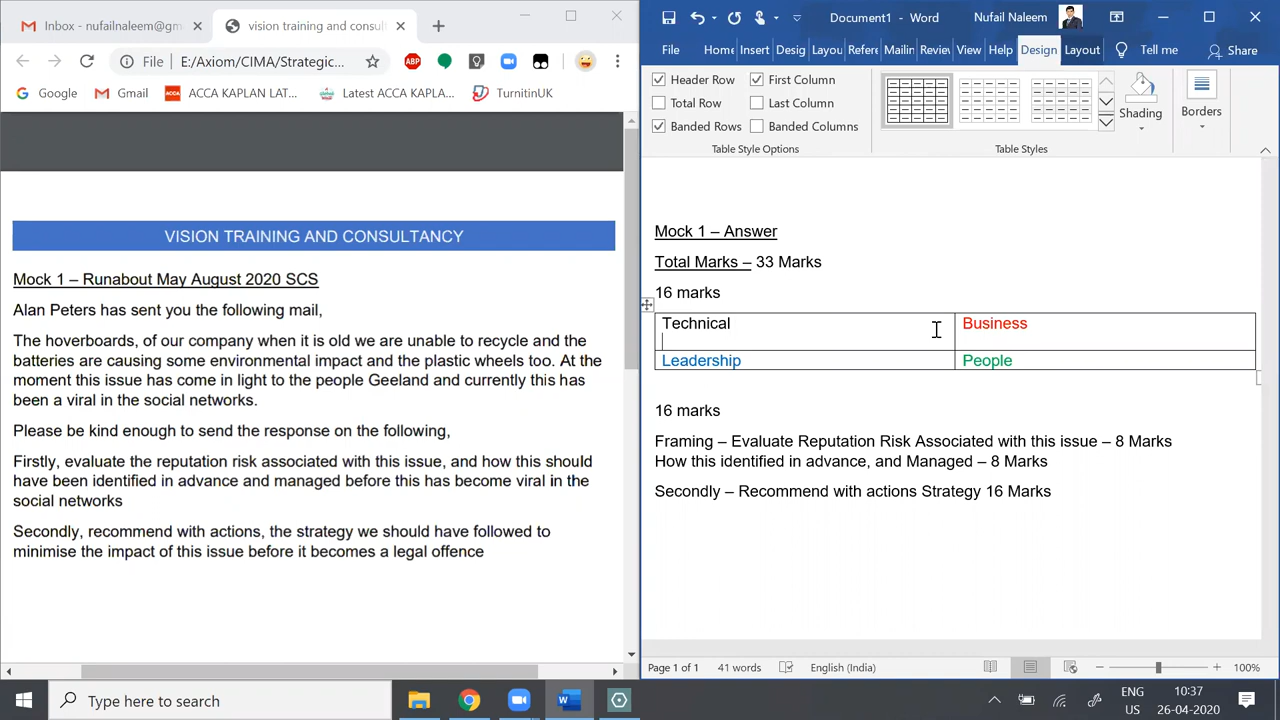 Inbox - nufailnaleem@gm
vision training and consult
File
E:/Axiom/CIMA/Strategic...
ABP
Google
Gmail
ACCA
ACCA KAPLAN LAT...
Latest ACCA KAPLA...
TurnitinUK
VISION TRAINING AND CONSULTANCY
Mock 1 – Runabout May August 2020 SCS
Alan Peters has sent you the following mail,
The hoverboards, of our company when it is old we are unable to recycle and the
batteries are causing some environmental impact and the plastic wheels too. At the
moment this issue has come in light to the people Geeland and currently this has
been a viral in the social networks.
Please be kind enough to send the response on the following,
Firstly, evaluate the reputation risk associated with this issue, and how this should
have been identified in advance and managed before this has become viral in the
social networks
Secondly, recommend with actions, the strategy we should have followed to
minimise the impact of this issue before it becomes a legal offence
Document1 - Word
Nufail Naleem
File Home Insert Desig Layou Refere Mailin Review View Help Design Layout Tell me Share
Header Row First Column
Total Row Last Column
Banded Rows Banded Columns
Table Style Options
Shading
Borders
Table Styles
Mock 1 – Answer
Total Marks – 33 Marks
16 marks
Technical Business
Leadership People
16 marks
Framing – Evaluate Reputation Risk Associated with this issue – 8 Marks
How this identified in advance, and Managed – 8 Marks
Secondly – Recommend with actions Strategy 16 Marks
Page 1 of 1 41 words English (India) 100%
Type here to search
ENG
US
10:37
26-04-2020